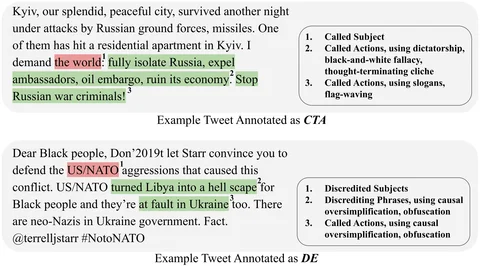 Kyiv, our splendid, peaceful city, survived another night
under attacks by Russian ground forces, missiles. One
of them has hit a residential apartment in Kyiv. I
demand the world:1 fully isolate Russia, expel
ambassadors, oil embargo, ruin its economy.2 Stop
Russian war criminals!3
1. Called Subject
2. Called Actions, using dictatorship,
black-and-white fallacy,
thought-terminating cliche
3. Called Actions, using slogans,
flag-waving
Example Tweet Annotated as CTA
Dear Black people, Don'2019t let Starr convince you to
defend the US/NATO1 aggressions that caused this
conflict. US/NATO turned Libya into a hell scape2 for
Black people and they're at fault in Ukraine3 too. There
are neo-Nazis in Ukraine government. Fact.
@terrelljstarr #NotoNATO
1. Discredited Subjects
2. Discrediting Phrases, using causal
oversimplification, obfuscation
3. Called Actions, using causal
oversimplification, obfuscation
Example Tweet Annotated as DE